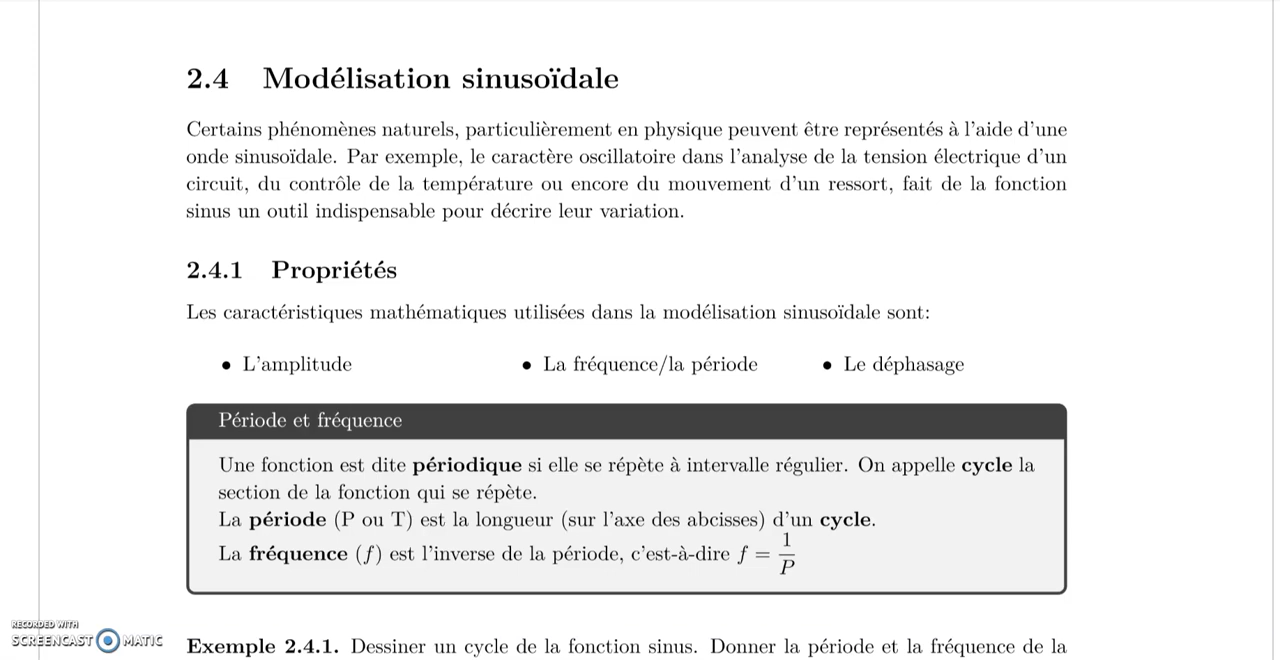 2.4 Modélisation sinusoïdale
Certains phénomènes naturels, particulièrement en physique peuvent être représentés à l'aide d'une
onde sinusoïdale. Par exemple, le caractère oscillatoire dans l'analyse de la tension électrique d'un
circuit, du contrôle de la température ou encore du mouvement d'un ressort, fait de la fonction
sinus un outil indispensable pour décrire leur variation.
2.4.1 Propriétés
Les caractéristiques mathématiques utilisées dans la modélisation sinusoïdale sont:
• L'amplitude • La fréquence/la période • Le déphasage
Période et fréquence
Une fonction est dite périodique si elle se répète à intervalle régulier. On appelle cycle la
section de la fonction qui se répète.
La période (P ou T) est la longueur (sur l'axe des abcisses) d'un cycle.
La fréquence (f) est l'inverse de la période, c'est-à-dire f = 1/P
RECORDED WITH
SCREENCAST MATIC
Exemple 2.4.1. Dessiner un cycle de la fonction sinus. Donner la période et la fréquence de la